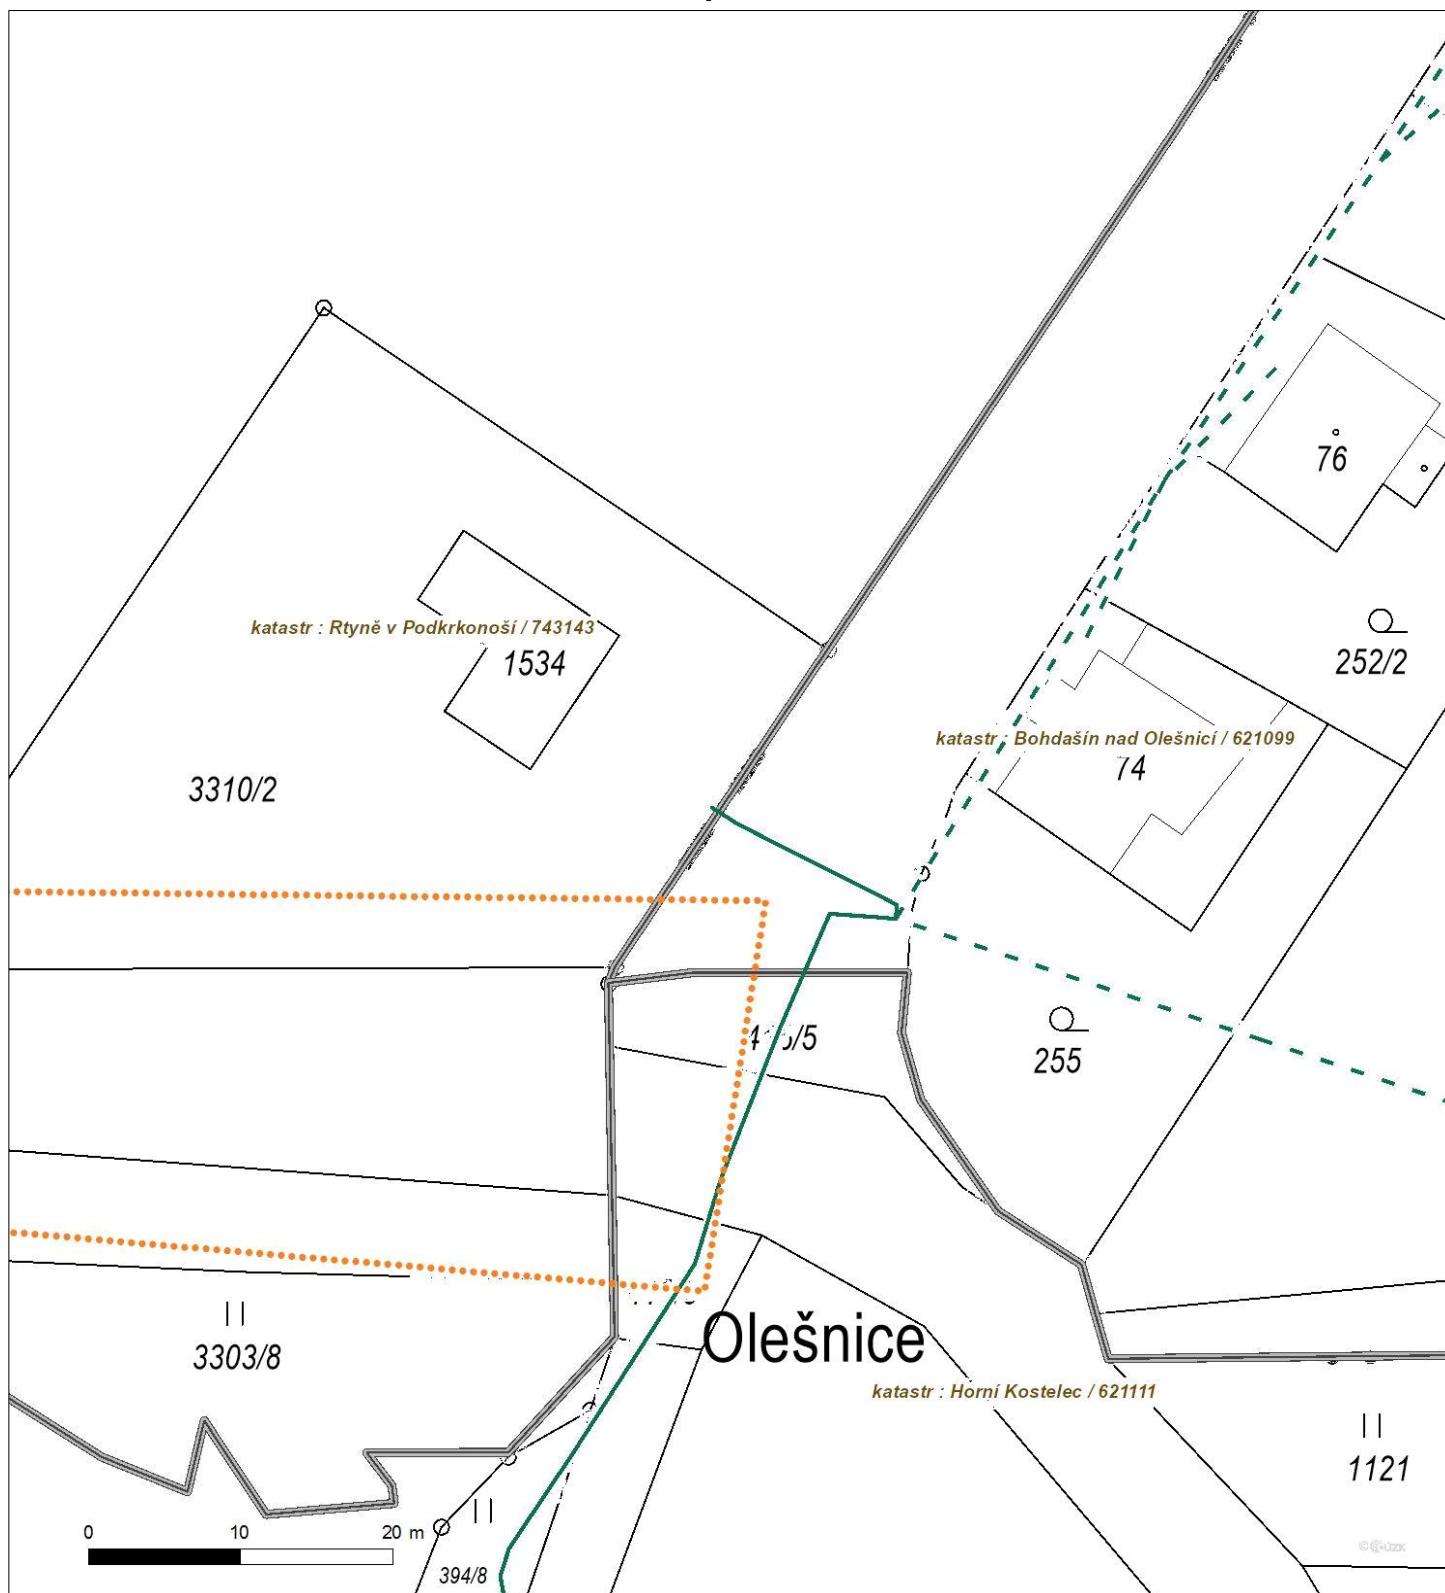 76
252/2
katastr : Rtyně v Podkrkonoší / 743143
1534
katastr : Bohdašín nad Olešnicí / 621099
74
3310/2
255
Olešnice
3303/8
katastr : Horní Kostelec / 621111
1121
0 10 20 m
394/8